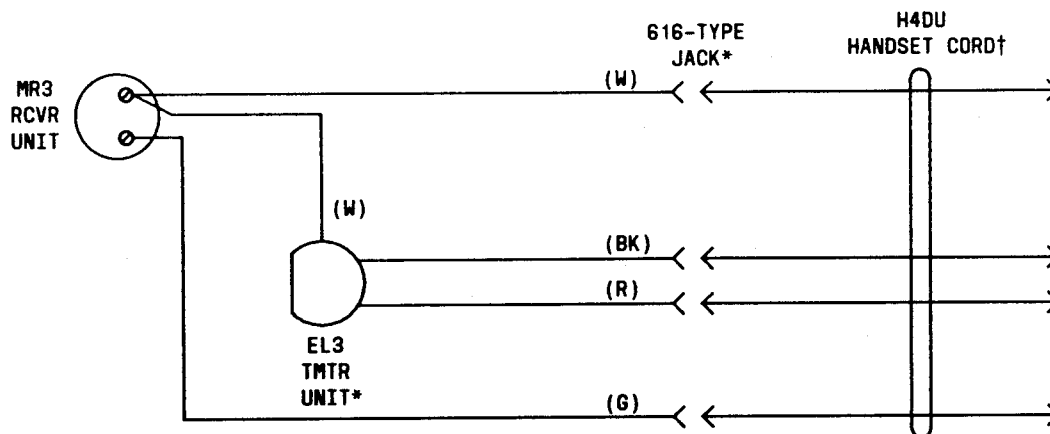 616-TYPE
JACK*
H4DU
HANDSET CORD†
MR3
RCVR
UNIT
(W)
(W)
(BK)
(R)
EL3
TMTR
UNIT*
(G)